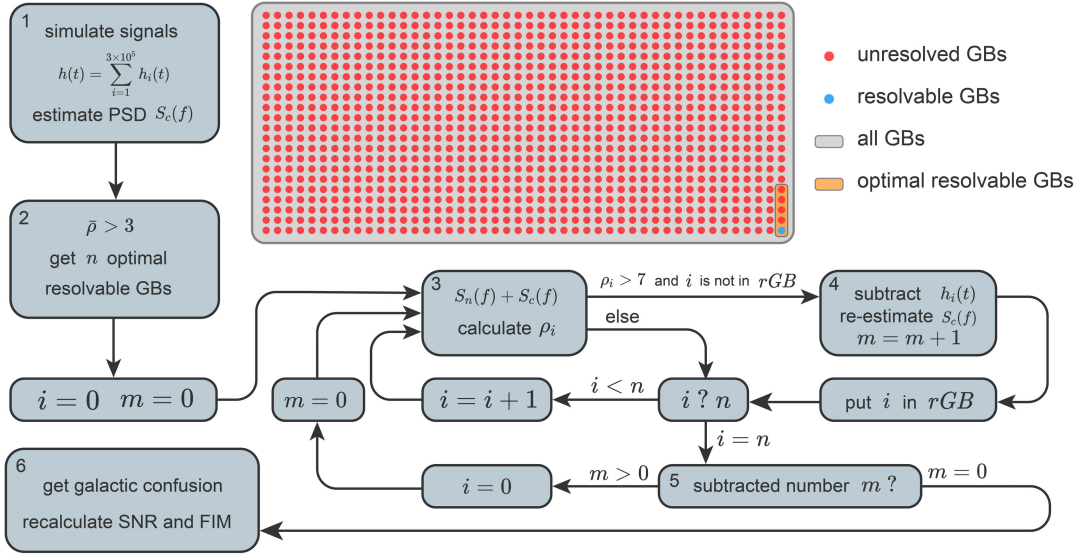 1
simulate signals
h(t) = \sum_{i=1}^{3×10^5} h_i(t)
estimate PSD S_c(f)
unresolved GBs
resolvable GBs
all GBs
optimal resolvable GBs
2
ρ̄ > 3
get n optimal
resolvable GBs
i = 0 m = 0
3
S_n(f) + S_c(f)
calculate ρ_i
ρ_i > 7 and i is not in rGB
else
4
subtract h_i(t)
re-estimate S_c(f)
m = m + 1
m = 0
i = i + 1
i < n
i ? n
put i in rGB
i = n
i = 0
m > 0
5 subtracted number m ?
m = 0
6
get galactic confusion
recalculate SNR and FIM